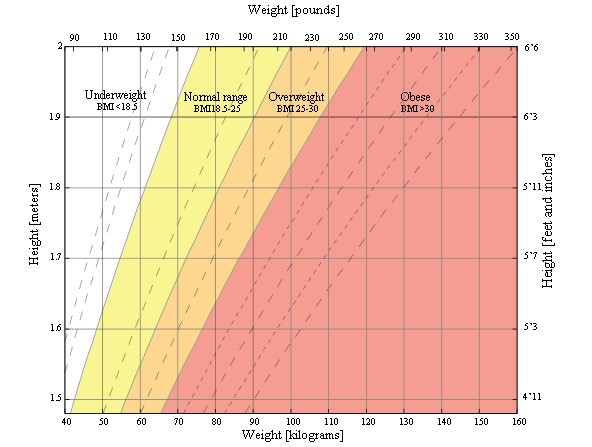 Weight [pounds]
90 110 130 150 170 190 210 230 250 270 290 310 330 350
2 6"6
Underweight Normal range Overweight Obese
BMI<18.5 BMI18.5-25 BMI 25-30 BMI>30
1.9 6"3
1.8 5"11
Height [meters]
Height [feet and inches]
1.7 5"7
1.6 5"3
1.5 4"11
40 50 60 70 80 90 100 110 120 130 140 150 160
Weight [kilograms]